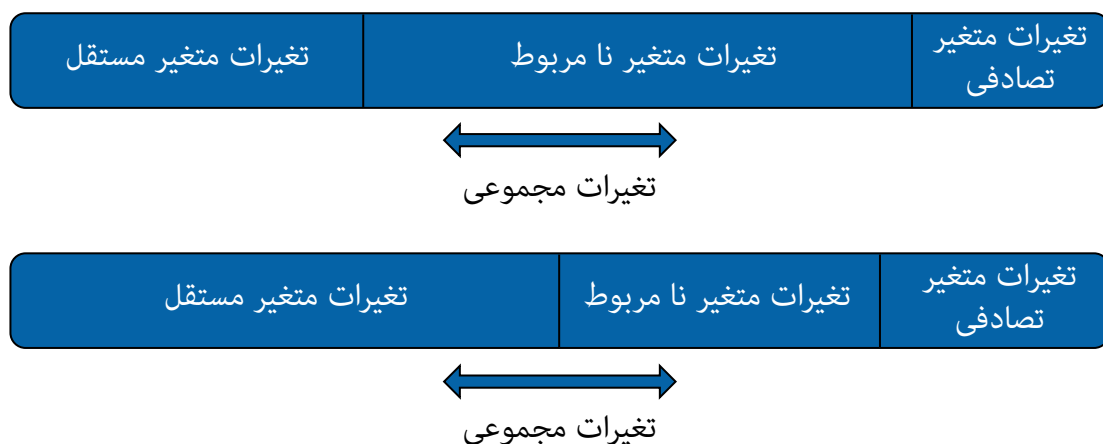 تغیرات متغیر تصادفی
تغیرات متغیر نا مربوط
تغیرات متغیر مستقل
تغیرات مجموعی
تغیرات متغیر تصادفی
تغیرات متغیر نا مربوط
تغیرات متغیر مستقل
تغیرات مجموعی